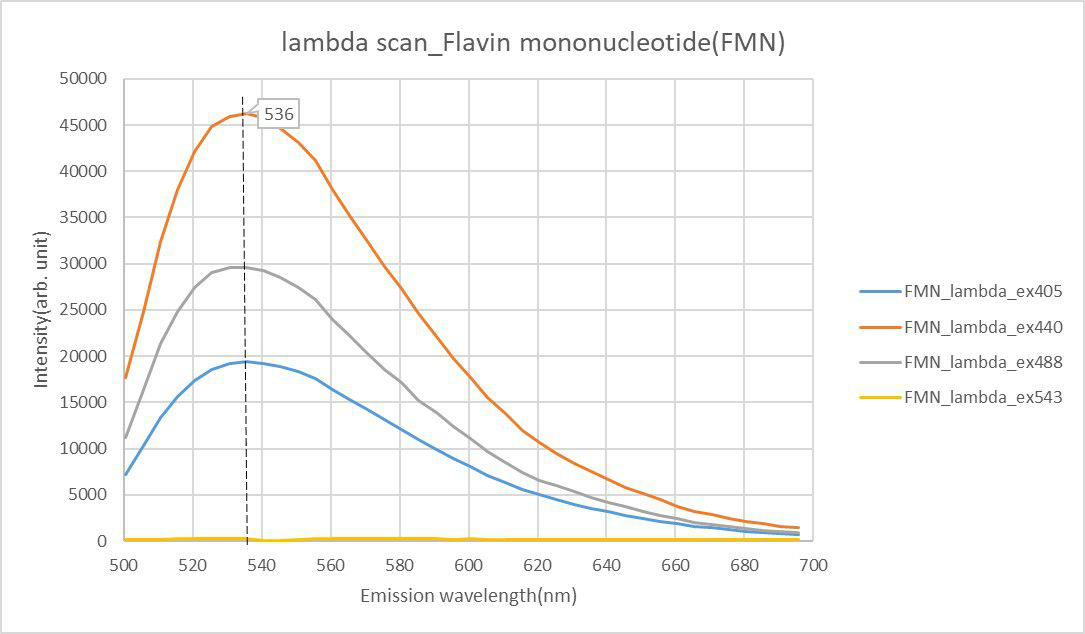 lambda scan_Flavin mononucleotide(FMN)
50000
45000
40000
35000
30000
25000
20000
15000
10000
5000
0
536
Intensity(arb. unit)
500 520 540 560 580 600 620 640 660 680 700
Emission wavelength(nm)
FMN_lambda_ex405
FMN_lambda_ex440
FMN_lambda_ex488
FMN_lambda_ex543